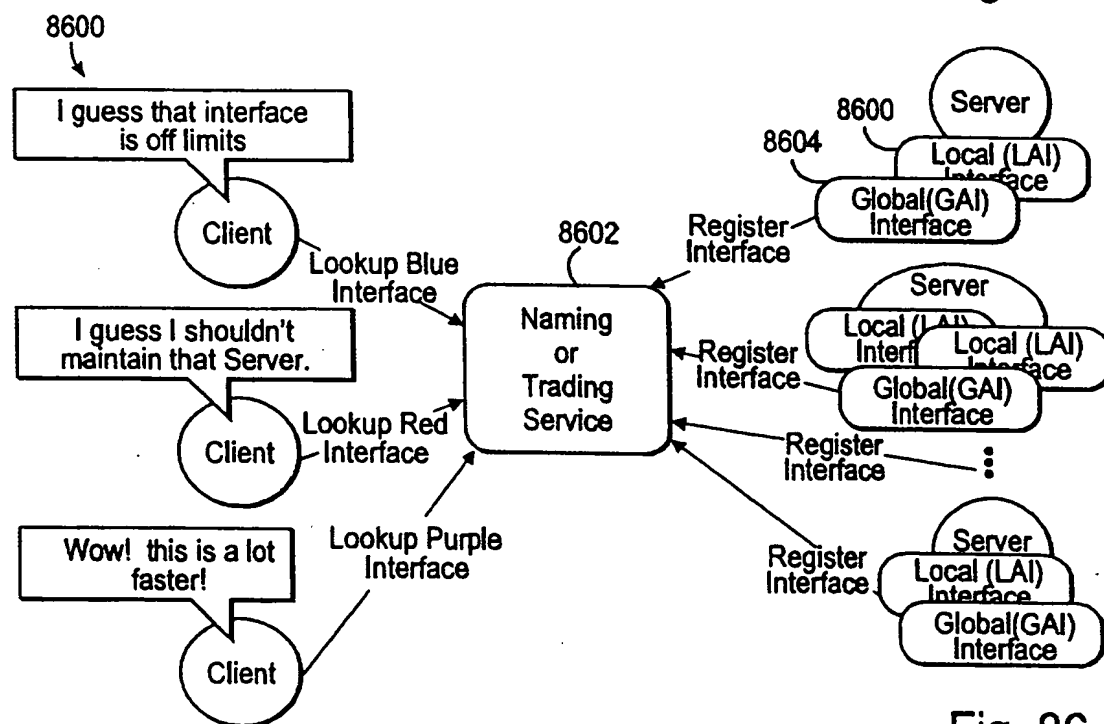 8600
I guess that interface
is off limits
Client
Lookup Blue
Interface
I guess I shouldn't
maintain that Server.
Client
Lookup Red
Interface
Wow! this is a lot
faster!
Client
Lookup Purple
Interface
8602
Naming
or
Trading
Service
8604
8600
Server
Local (LAI)
Interface
Global(GAI)
Interface
Register
Interface
Server
Local (LAI)
Interf
Local (LAI)
Interface
Global(GAI)
Interface
Register
Interface
Register
Interface
Server
Local (LAI)
Interface
Global(GAI)
Interface
Register
Interface